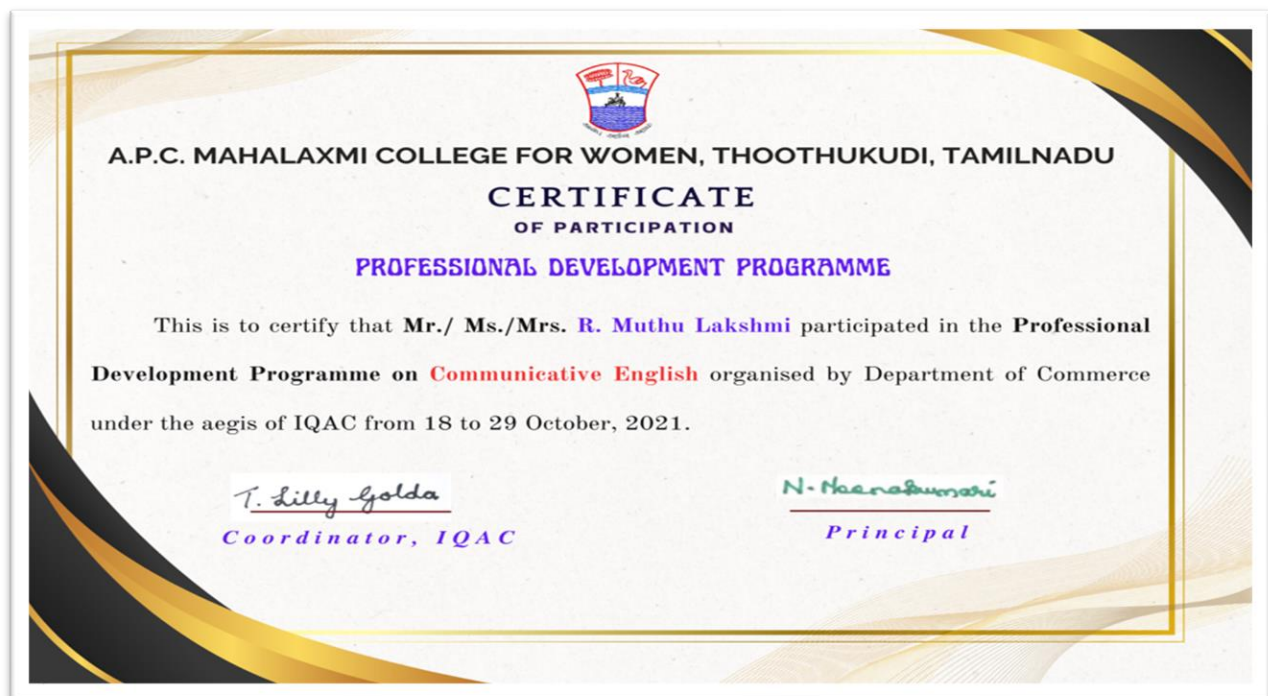 A.P.C. MAHALAXMI COLLEGE FOR WOMEN, THOOTHUKUDI, TAMILNADU
CERTIFICATE
OF PARTICIPATION
PROFESSIONAL DEVELOPMENT PROGRAMME
This is to certify that Mr./ Ms./Mrs. R. Muthu Lakshmi participated in the Professional
Development Programme on Communicative English organised by Department of Commerce
under the aegis of IQAC from 18 to 29 October, 2021.
T. Lilly Golda
N. Meenakumari
Coordinator, IQAC
Principal